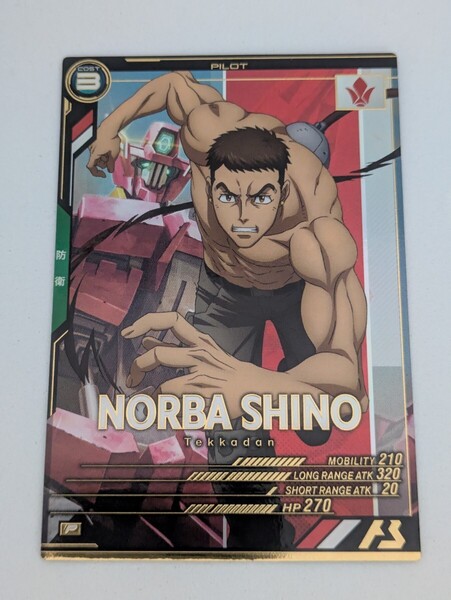 COST
3
PILOT
防衛
NORBA SHINO
Tekkadan
MOBILITY 210
LONG RANGE ATK 320
SHORT RANGE ATK 20
HP 270
P